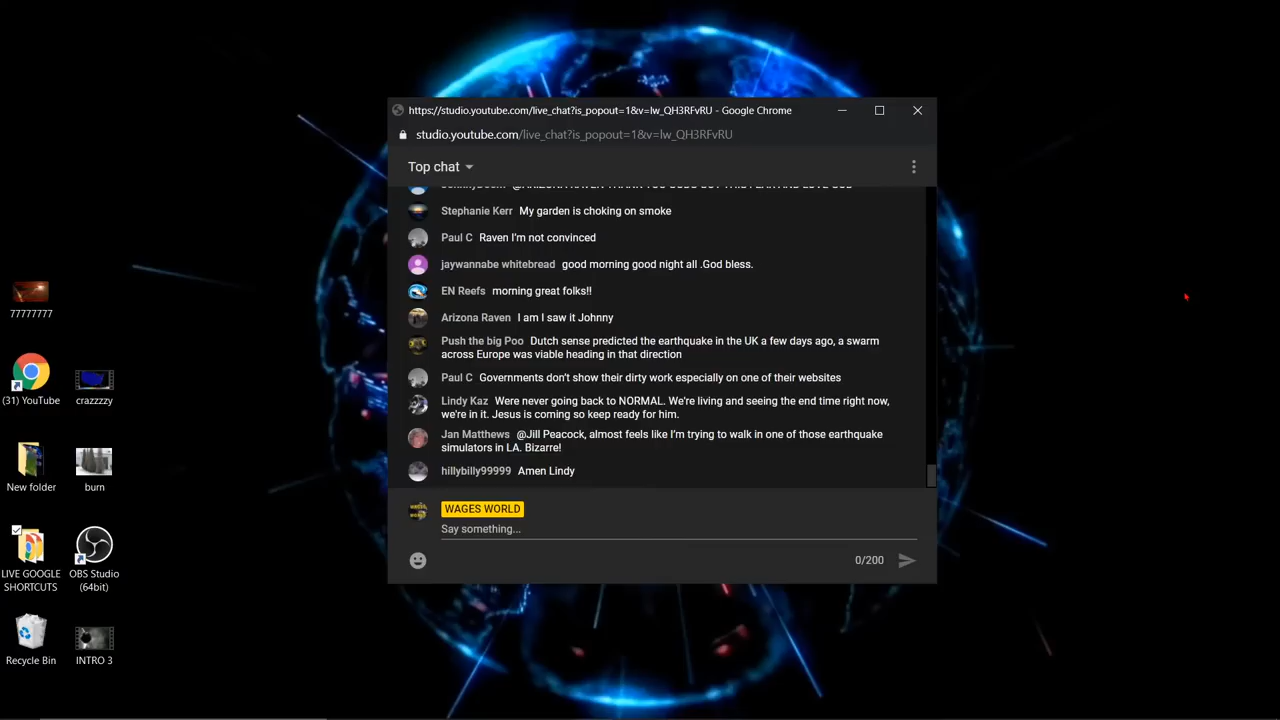 https://studio.youtube.com/live_chat?is_popout=1&v=lw_QH3RFvRU - Google Chrome
studio.youtube.com/live_chat?is_popout=1&v=lw_QH3RFvRU
Top chat
Stephanie Kerr My garden is choking on smoke
Paul C Raven I'm not convinced
jaywannabe whitebread good morning good night all .God bless.
EN Reefs morning great folks!!
Arizona Raven I am I saw it Johnny
Push the big Poo Dutch sense predicted the earthquake in the UK a few days ago, a swarm
across Europe was viable heading in that direction
Paul C Governments don't show their dirty work especially on one of their websites
Lindy Kaz Were never going back to NORMAL. We're living and seeing the end time right now,
we're in it. Jesus is coming so keep ready for him.
Jan Matthews @Jill Peacock, almost feels like I'm trying to walk in one of those earthquake
simulators in LA. Bizarre!
hillybilly99999 Amen Lindy
WAGES WORLD
Say something...
0/200
77777777
(31) YouTube
crazzzzy
New folder
burn
LIVE GOOGLE
SHORTCUTS
OBS Studio
(64bit)
Recycle Bin
INTRO 3